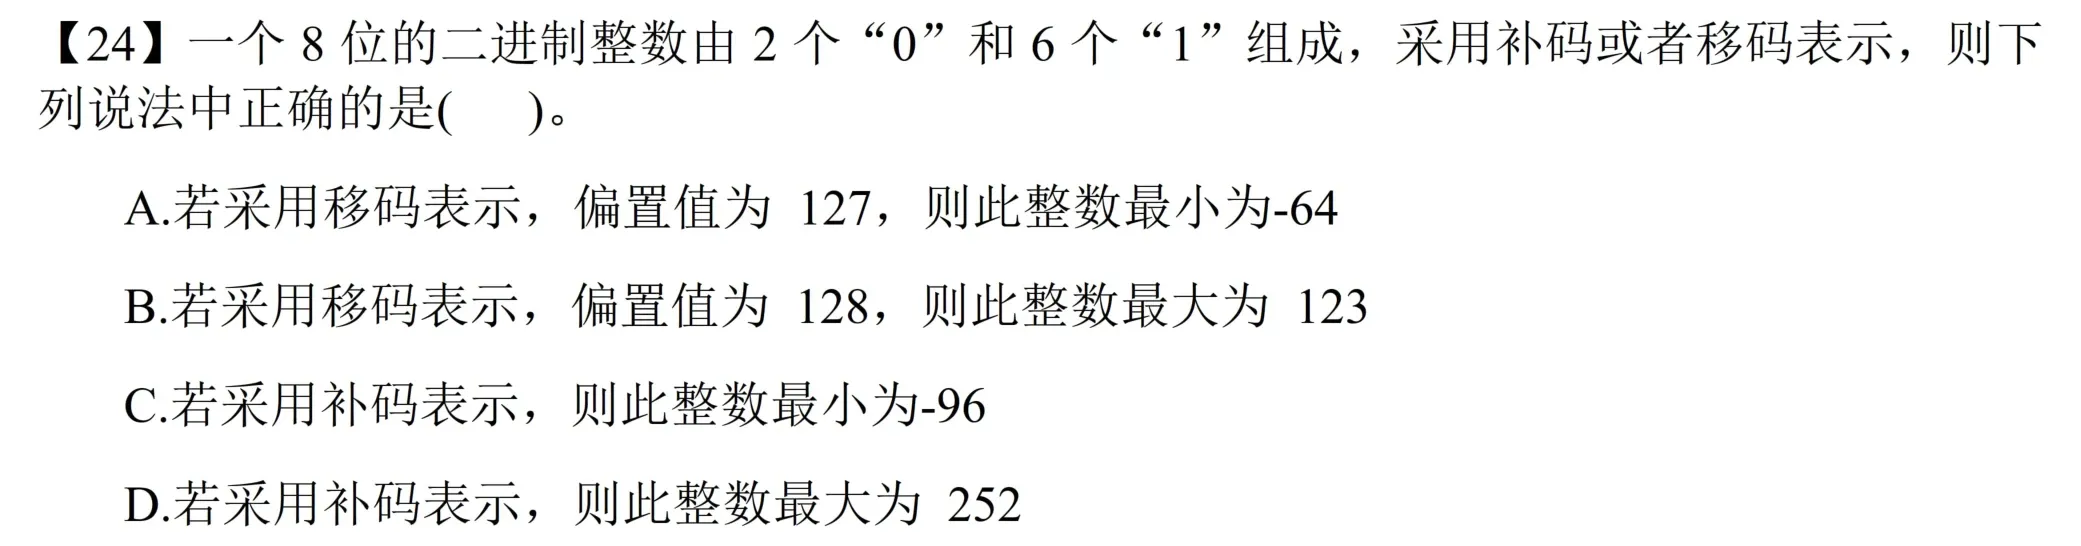 【24】一个 8 位的二进制整数由 2 个“0”和 6 个“1”组成，采用补码或者移码表示，则下
列说法中正确的是(    )。
A.若采用移码表示，偏置值为 127，则此整数最小为-64
B.若采用移码表示，偏置值为 128，则此整数最大为 123
C.若采用补码表示，则此整数最小为-96
D.若采用补码表示，则此整数最大为 252